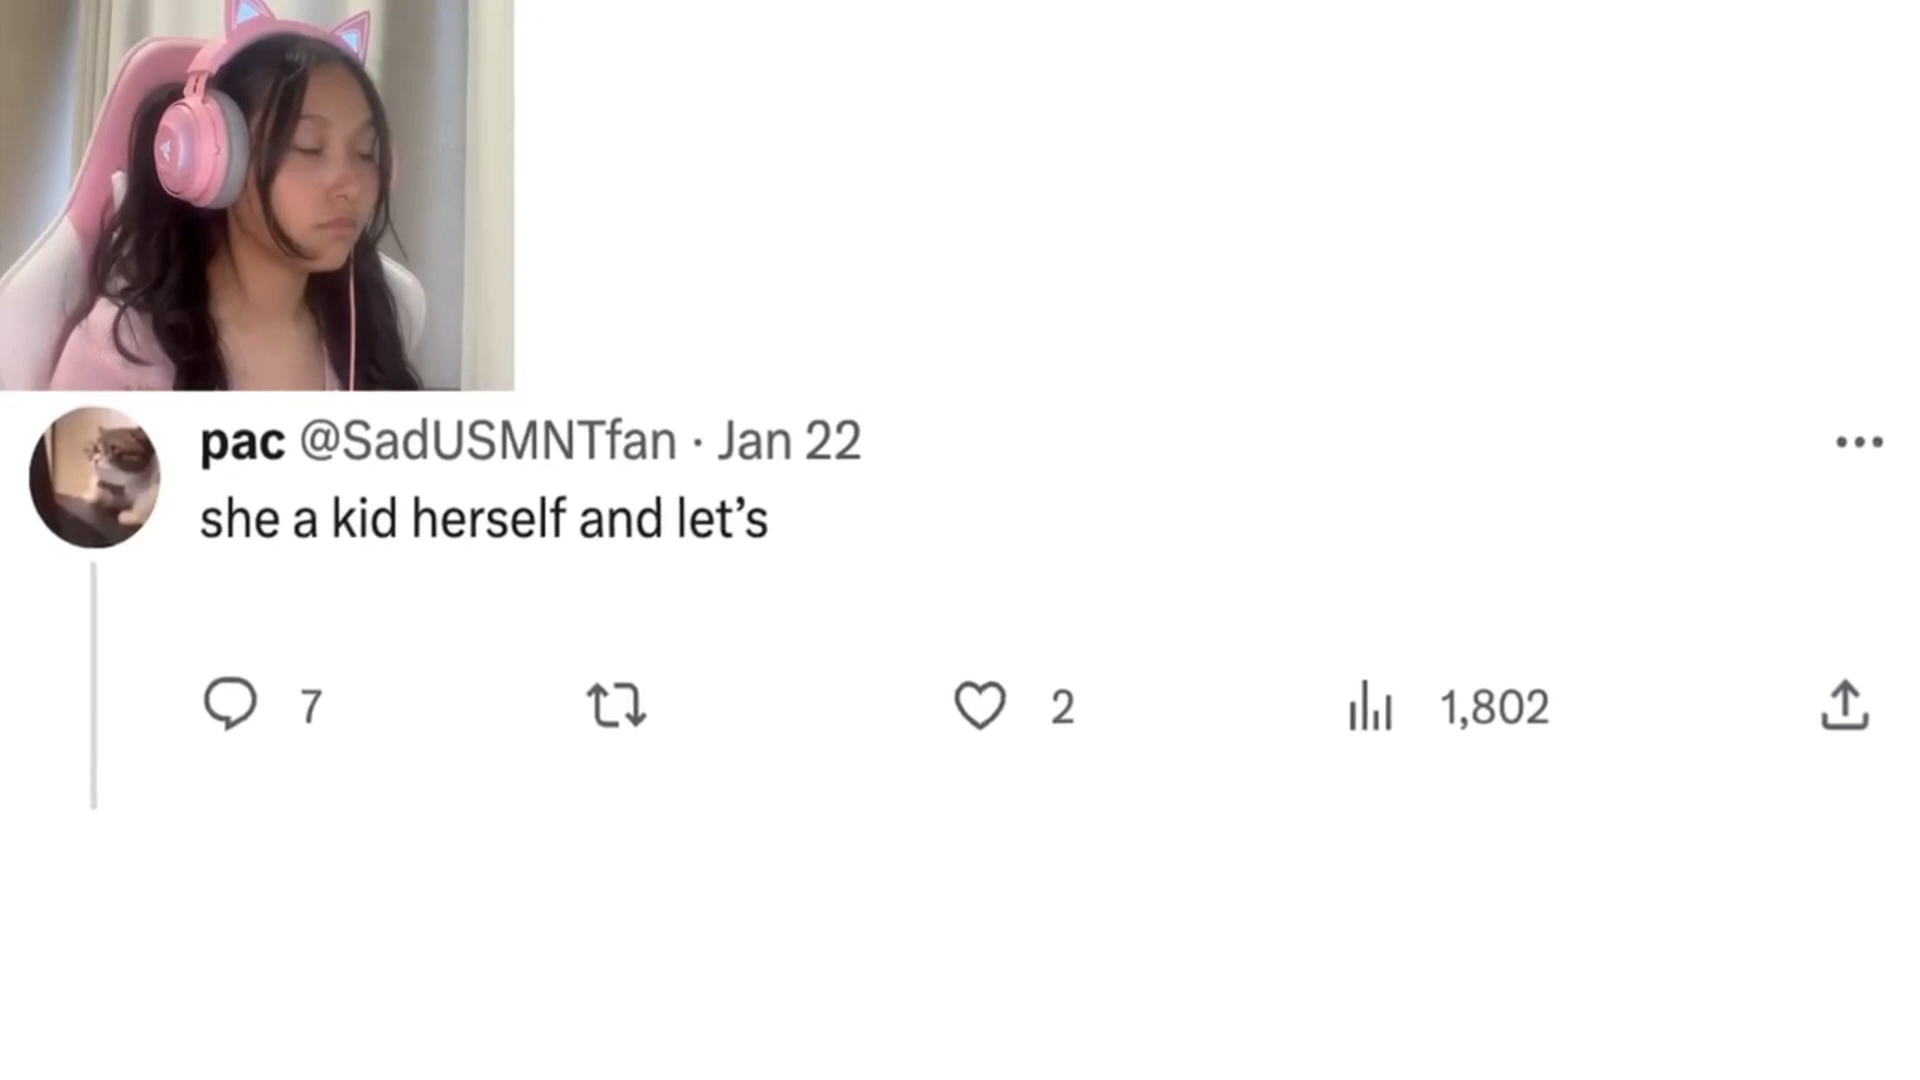 pac @SadUSMNTfan · Jan 22
she a kid herself and let’s
7 2 1,802